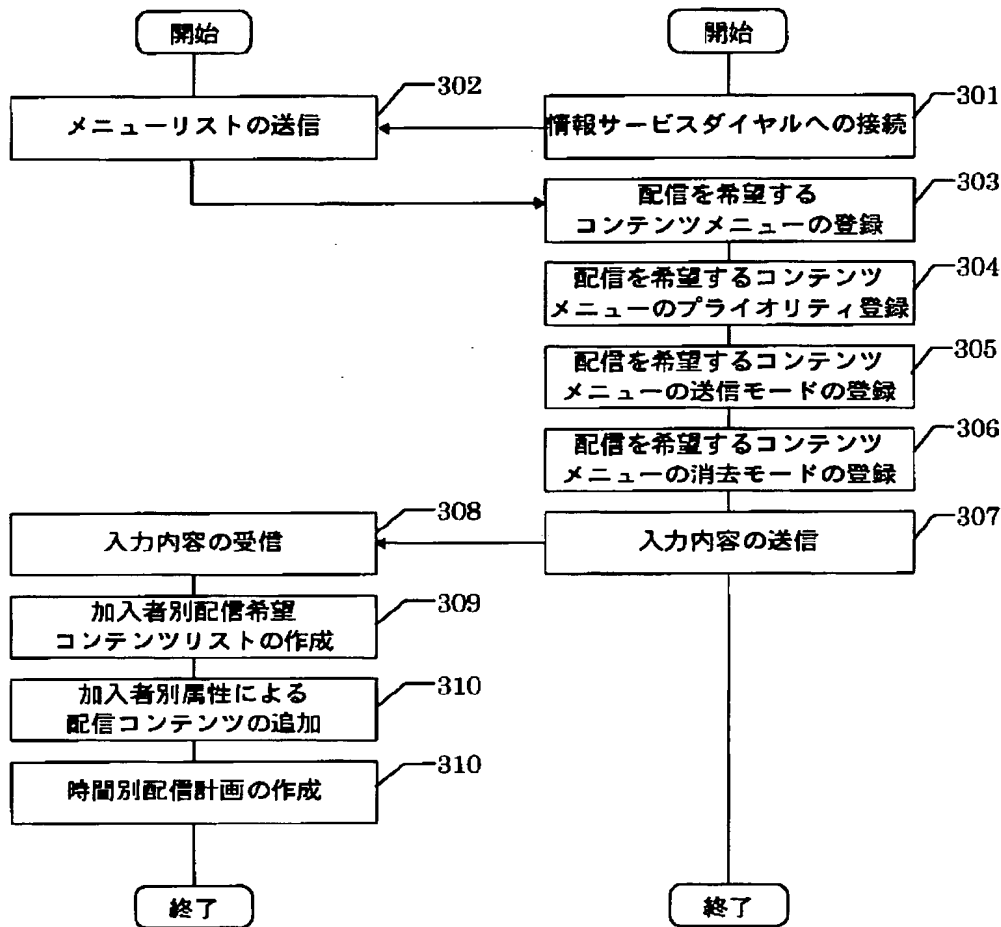 開始
開始
302
メニューリストの送信
301
情報サービスダイヤルへの接続
303
配信を希望する
コンテンツメニューの登録
304
配信を希望するコンテンツ
メニューのプライオリティ登録
305
配信を希望するコンテンツ
メニューの送信モードの登録
306
配信を希望するコンテンツ
メニューの消去モードの登録
308
入力内容の受信
307
入力内容の送信
309
加入者別配信希望
コンテンツリストの作成
310
加入者別属性による
配信コンテンツの追加
310
時間別配信計画の作成
終了
終了